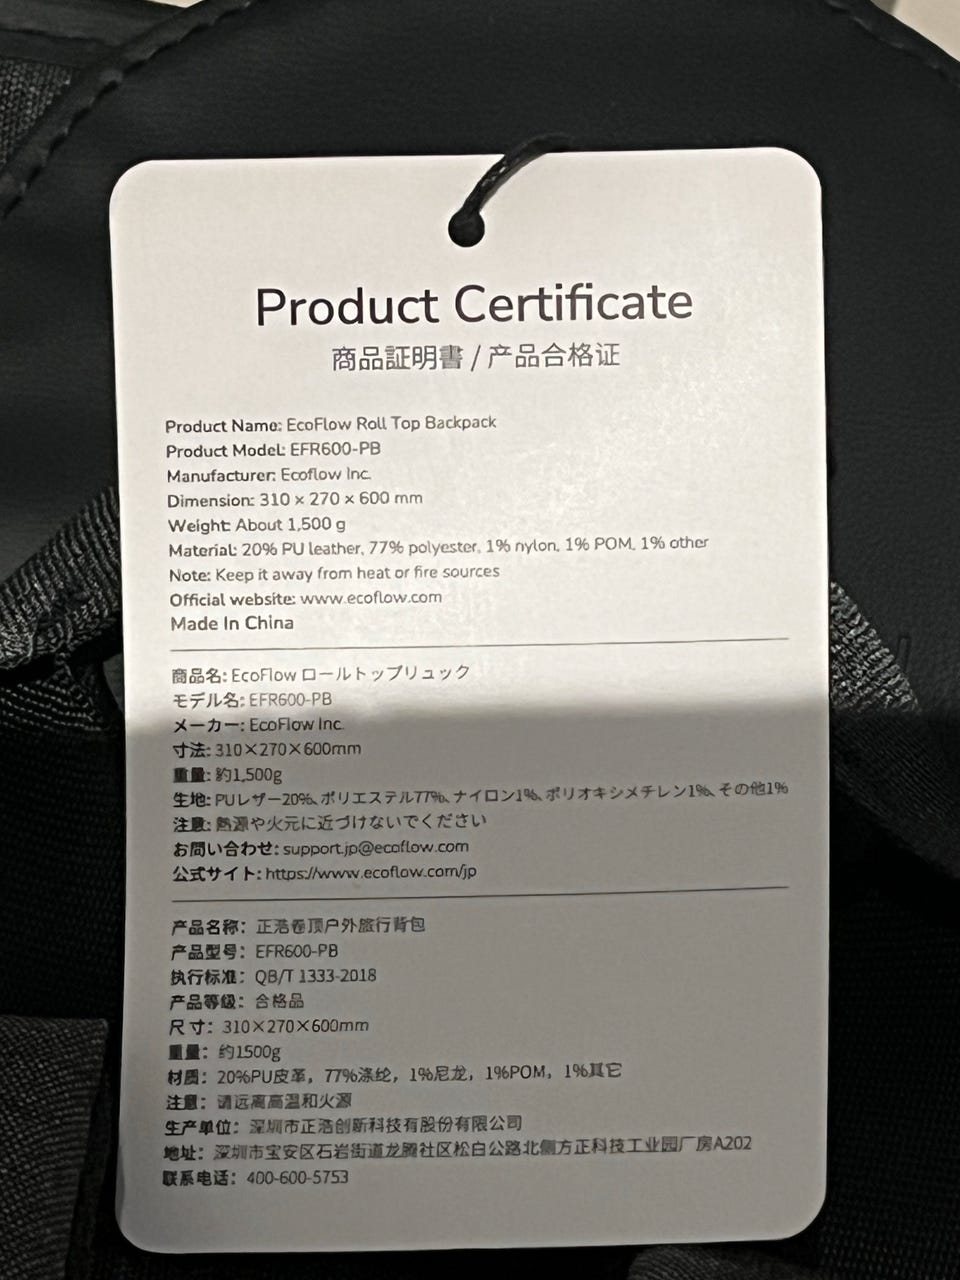 Product Certificate
商品証明書 / 产品合格证
Product Name: EcoFlow Roll Top Backpack
Product Model: EFR600-PB
Manufacturer: Ecoflow Inc.
Dimension: 310 × 270 × 600 mm
Weight: About 1,500 g
Material: 20% PU leather, 77% polyester, 1% nylon, 1% POM, 1% other
Note: Keep it away from heat or fire sources
Official website: www.ecoflow.com
Made In China
商品名: EcoFlow ロールトップリュック
モデル名: EFR600-PB
メーカー: EcoFlow Inc.
寸法: 310×270×600mm
重量: 約1,500g
生地: PUレザー20%、ポリエステル77%、ナイロン1%、ポリオキシメチレン1%、その他1%
注意: 熱源や火元に近づけないでください
お問い合わせ: support.jp@ecoflow.com
公式サイト: https://www.ecoflow.com/jp
产品名称：正浩卷顶户外旅行背包
产品型号：EFR600-PB
执行标准：QB/T 1333-2018
产品等级：合格品
尺寸：310×270×600mm
重量：约1500g
材质：20%PU皮革，77%涤纶，1%尼龙，1%POM，1%其它
注意：请远离高温和火源
生产单位：深圳市正浩创新科技有股份有限公司
地址：深圳市宝安区石岩街道龙腾社区松白公路北侧方正科技工业园厂房A202
联系电话：400-600-5753